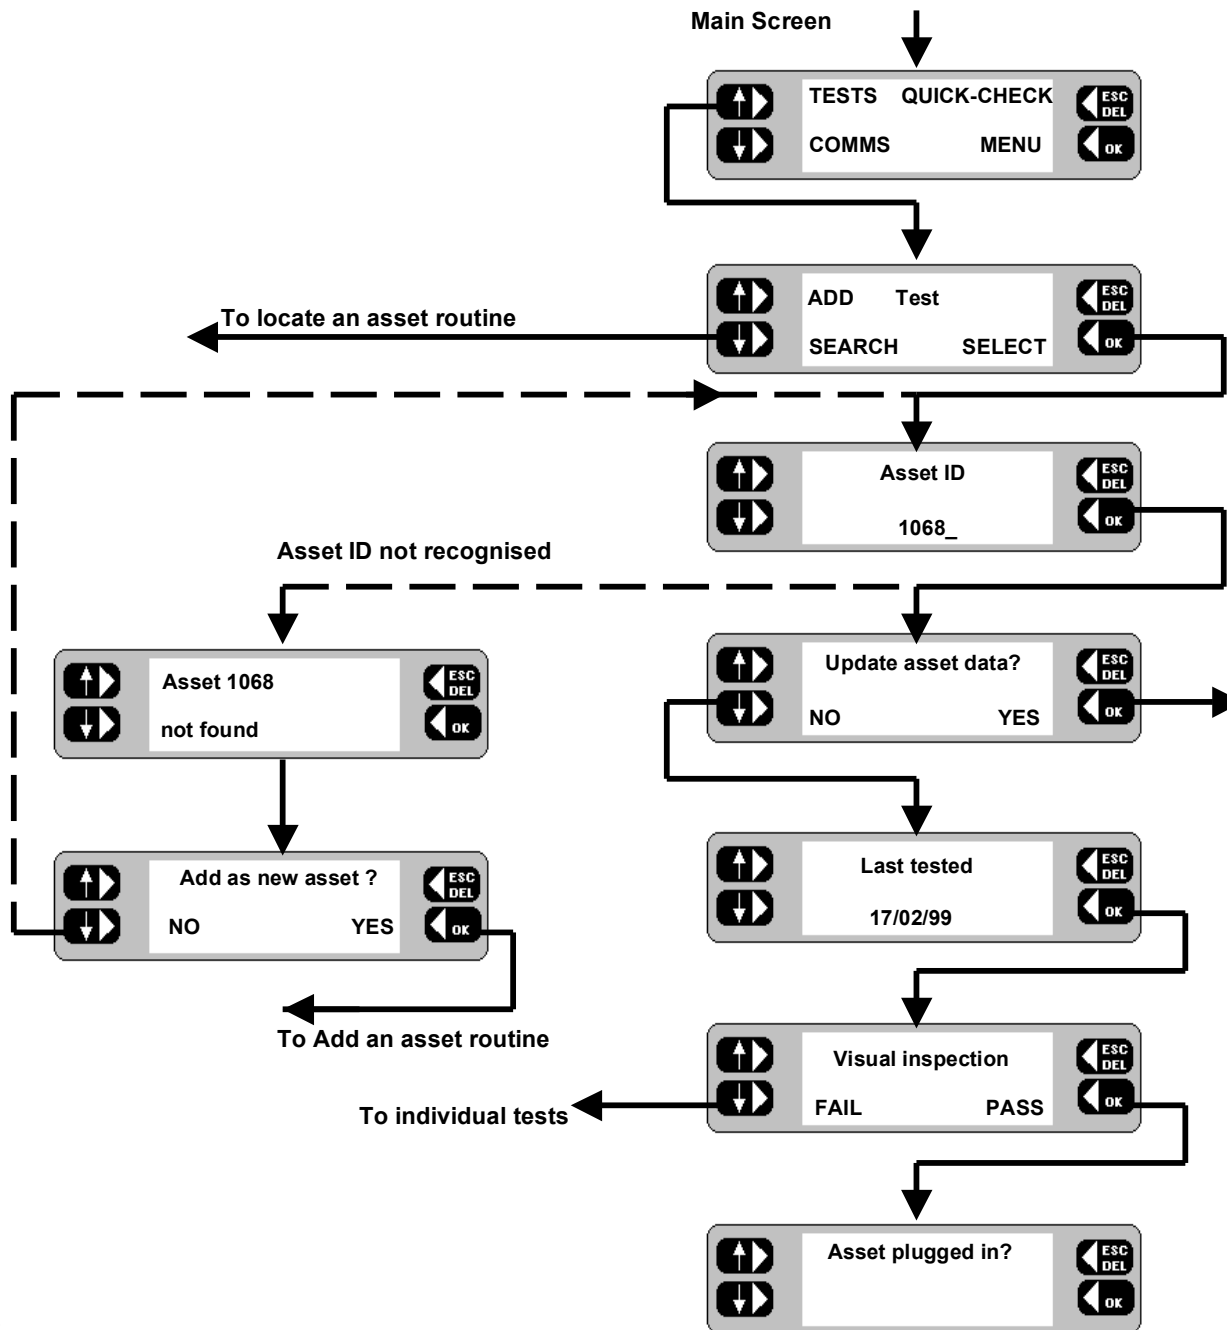 Main Screen
TESTS QUICK-CHECK
ESC
DEL
COMMS MENU
OK
ADD Test
ESC
DEL
To locate an asset routine
SEARCH SELECT
OK
Asset ID
ESC
DEL
1068_
OK
Asset ID not recognised
Update asset data?
ESC
DEL
NO YES
OK
Asset 1068
ESC
DEL
not found
OK
Last tested
ESC
DEL
17/02/99
OK
Add as new asset ?
ESC
DEL
NO YES
OK
To Add an asset routine
Visual inspection
ESC
DEL
FAIL PASS
OK
To individual tests
Asset plugged in?
ESC
DEL
OK